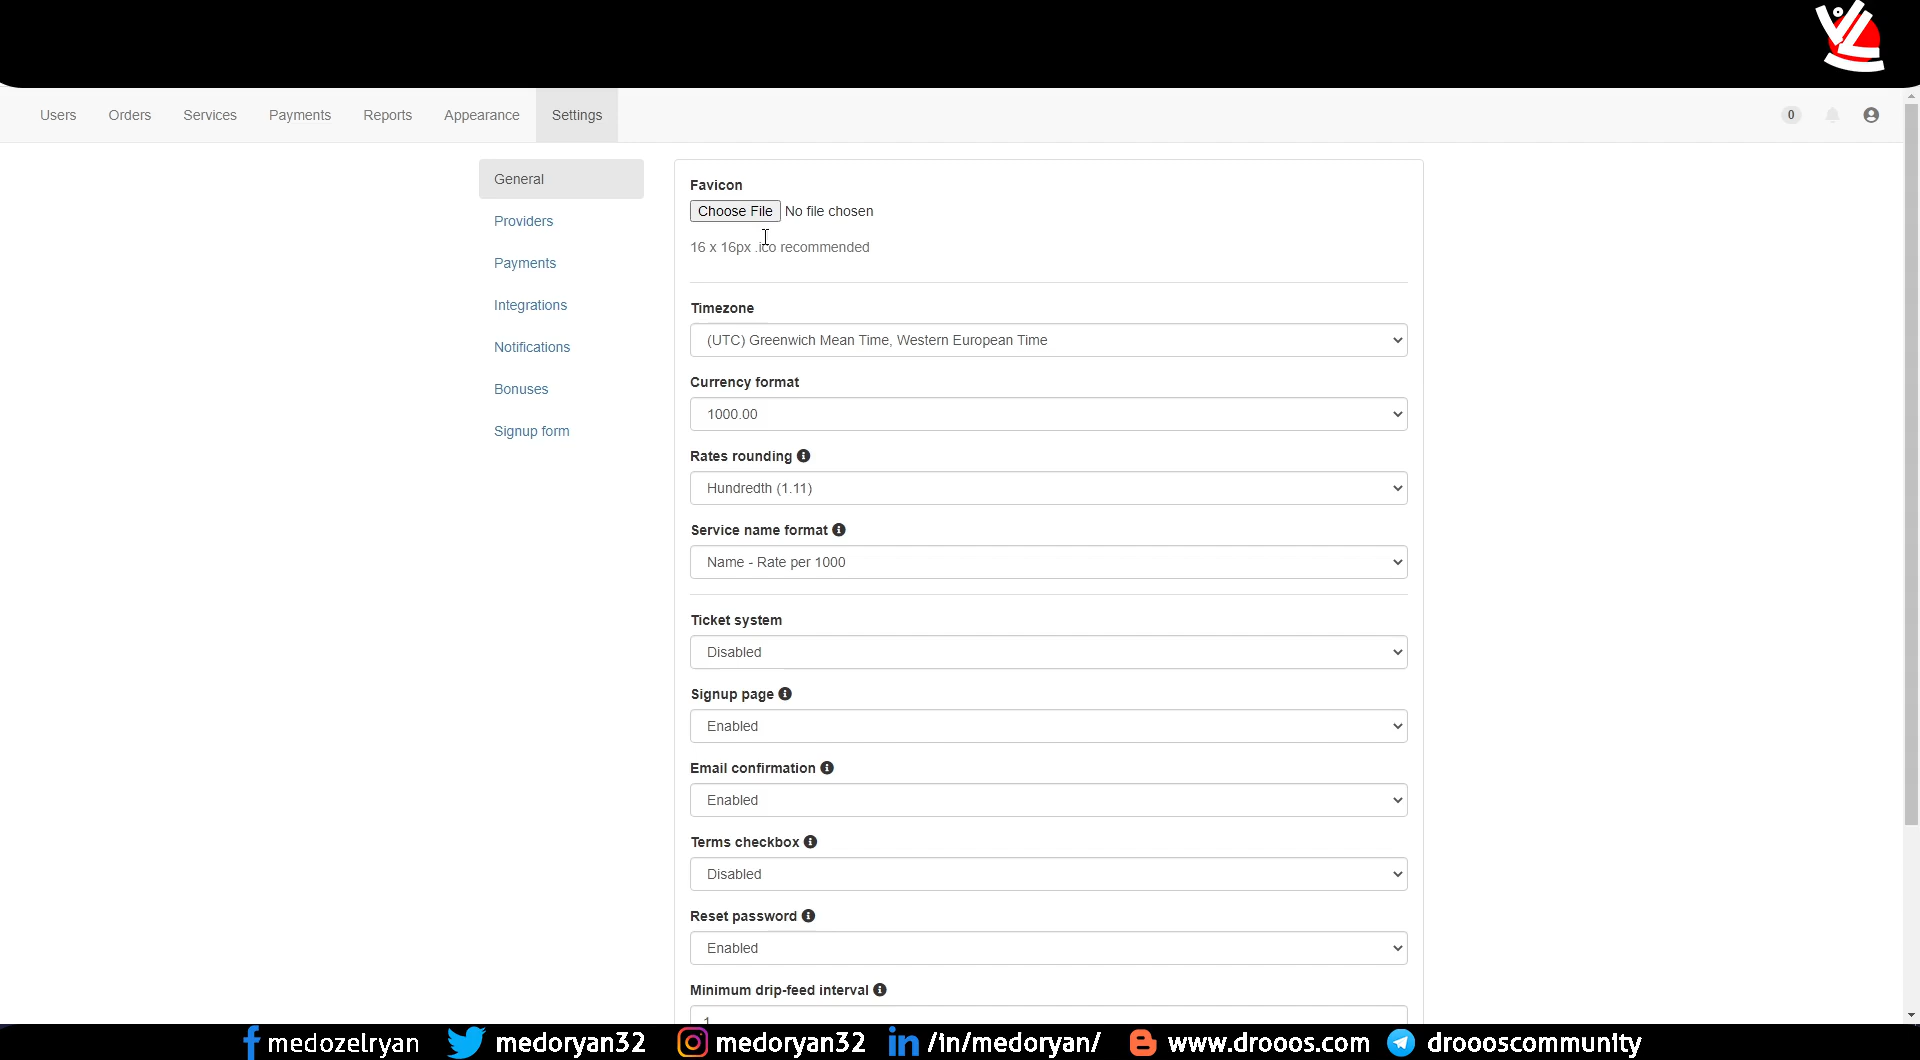 Users Orders Services Payments Reports Appearance Settings 0
General
Providers
Payments
Integrations
Notifications
Bonuses
Signup form
Favicon
Choose File No file chosen
16 x 16px .ico recommended
Timezone
(UTC) Greenwich Mean Time, Western European Time
Currency format
1000.00
Rates rounding
Hundredth (1.11)
Service name format
Name - Rate per 1000
Ticket system
Disabled
Signup page
Enabled
Email confirmation
Enabled
Terms checkbox
Disabled
Reset password
Enabled
Minimum drip-feed interval
1
medozelryan medoryan32 medoryan32 /in/medoryan/ www.drooos.com droooscommunity